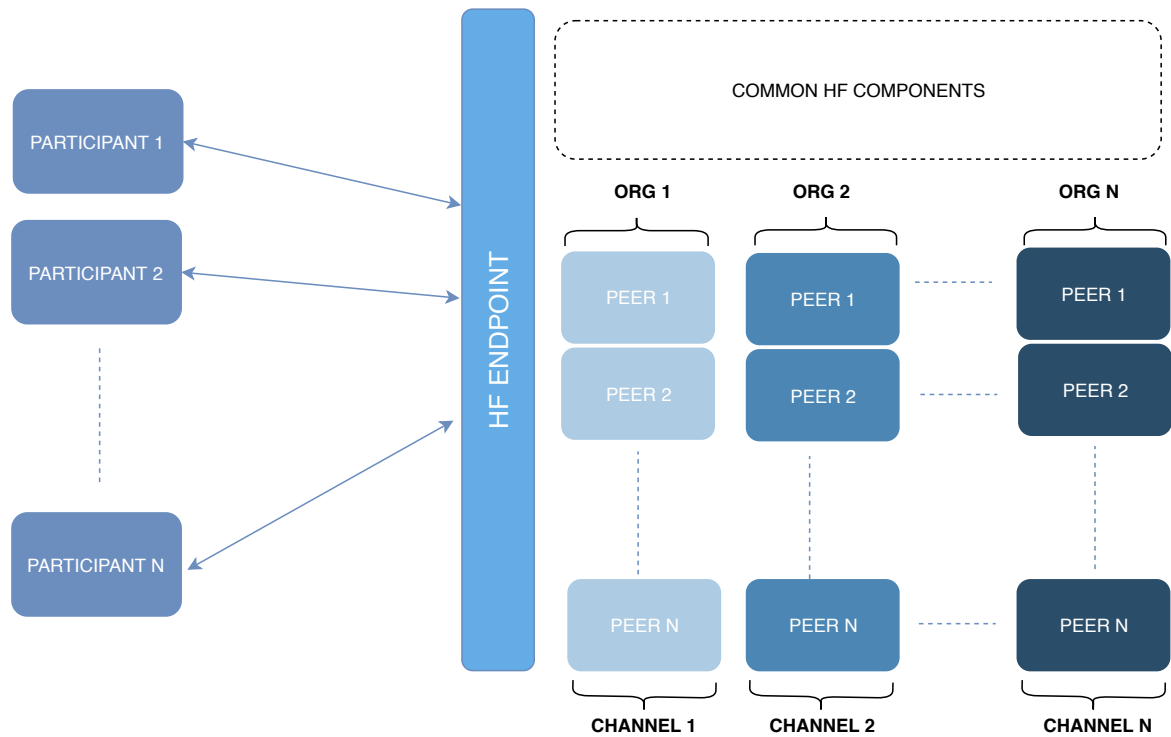 PARTICIPANT 1
PARTICIPANT 2
PARTICIPANT N
HF ENDPOINT
COMMON HF COMPONENTS
ORG 1
ORG 2
ORG N
PEER 1
PEER 1
PEER 1
PEER 2
PEER 2
PEER 2
PEER N
PEER N
PEER N
CHANNEL 1
CHANNEL 2
CHANNEL N